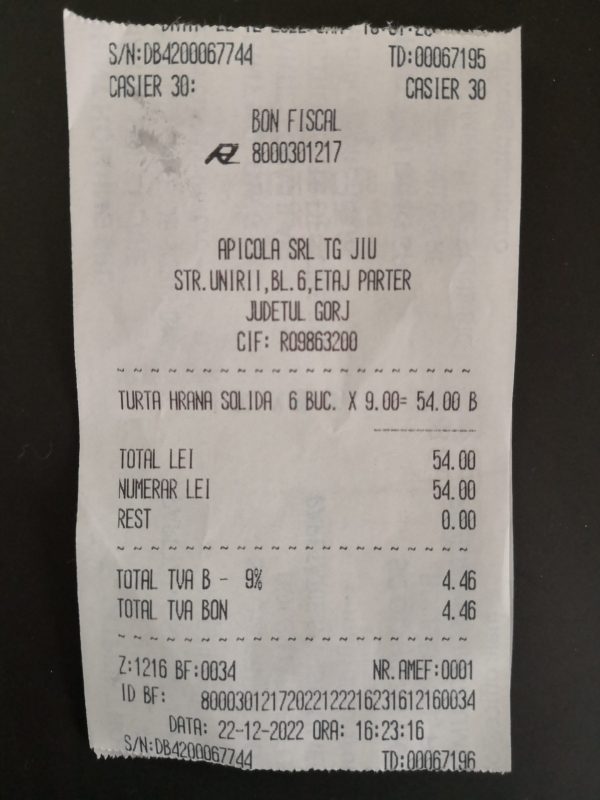 S/N:DB4200067744 TD:00067195
CASIER 30: CASIER 30
BON FISCAL
8000301217
APICOLA SRL TG JIU
STR.UNIRII,BL.6,ETAJ PARTER
JUDETUL GORJ
CIF: RO9863200
TURTA HRANA SOLIDA 6 BUC. X 9.00= 54.00 B
TOTAL LEI 54.00
NUMERAR LEI 54.00
REST 0.00
TOTAL TVA B - 9% 4.46
TOTAL TVA BON 4.46
Z:1216 BF:0034 NR.AMEF:0001
ID BF: 80003012172022122216231612160034
DATA: 22-12-2022 ORA: 16:23:16
S/N:DB4200067744 TD:00067196